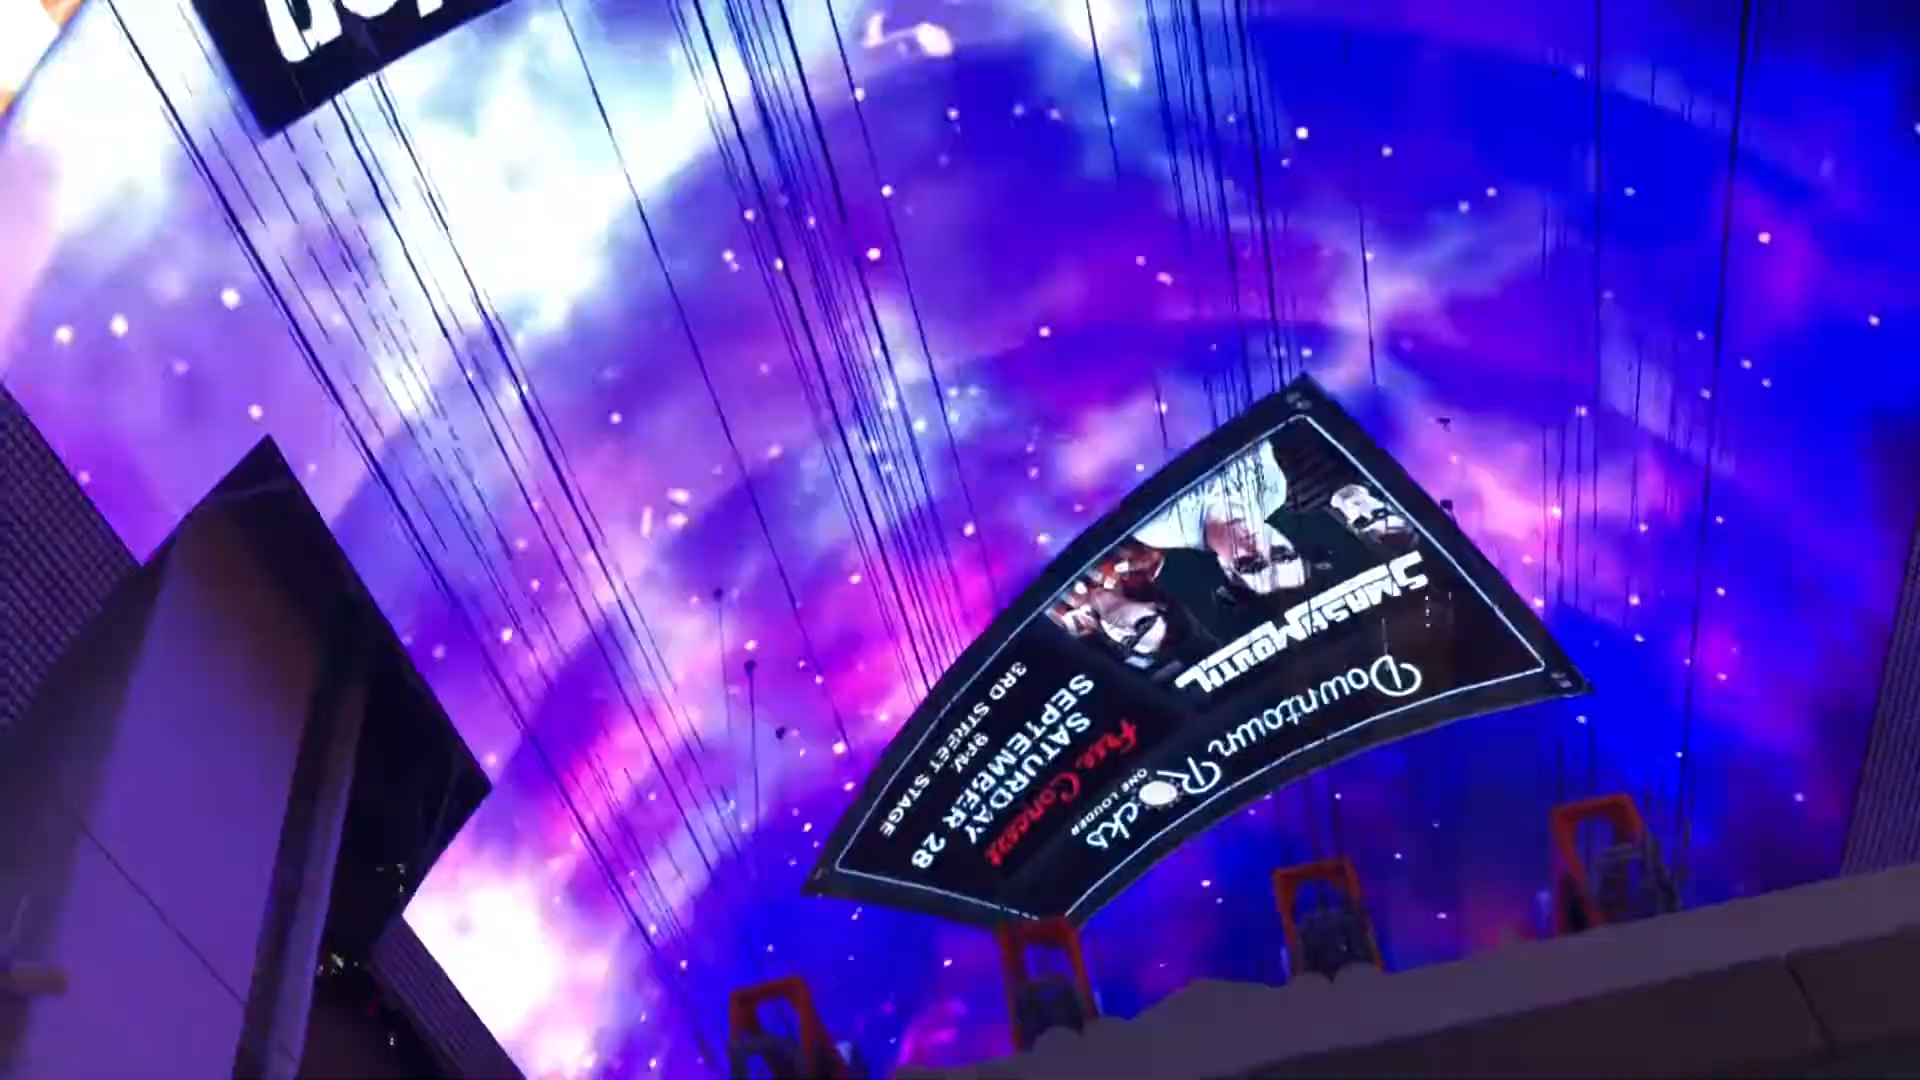 Downtown Rocks
ONE LOUDER
SMASH MOUTH
Free Concert
SATURDAY
SEPTEMBER 28
9PM
3RD STREET STAGE